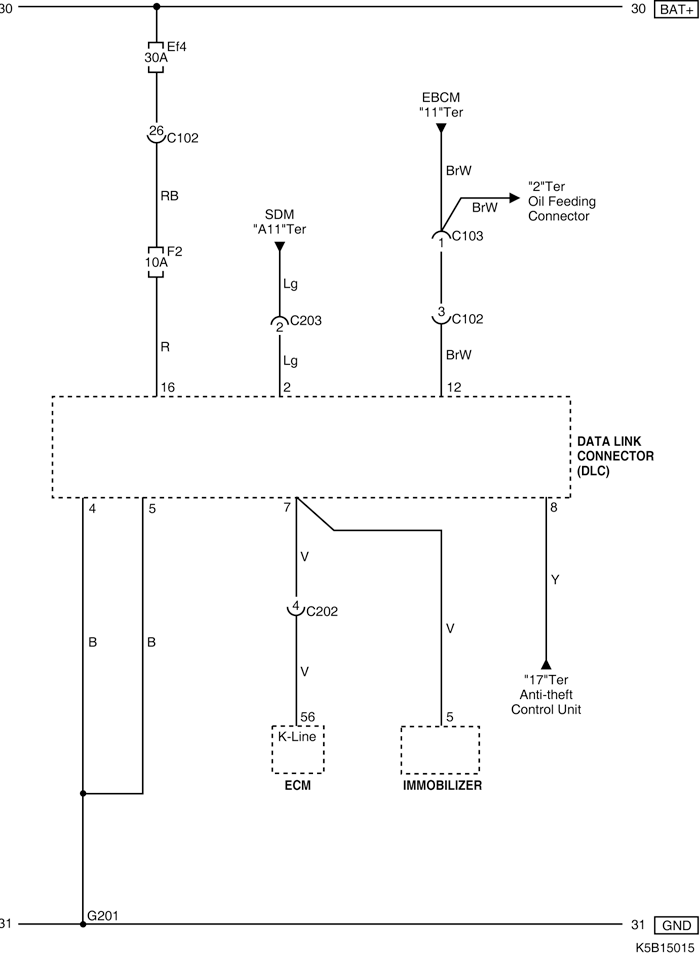 30
30 BAT+
Ef4
30A
26
C102
RB
F2
10A
R
16
SDM
"A11"Ter
Lg
2
C203
Lg
2
EBCM
"11"Ter
BrW
BrW
"2"Ter
Oil Feeding
Connector
1
C103
3
C102
BrW
12
DATA LINK
CONNECTOR
(DLC)
4
5
7
8
B
B
V
4
C202
V
56
K-Line
ECM
V
5
IMMOBILIZER
Y
"17"Ter
Anti-theft
Control Unit
G201
31
31 GND
K5B15015